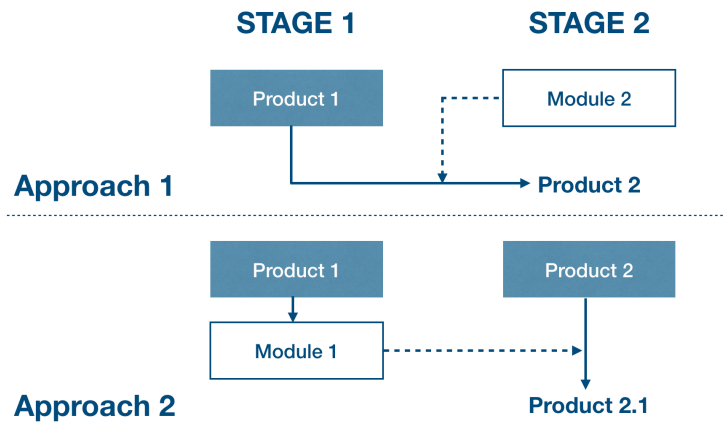 STAGE 1
STAGE 2
Product 1
Module 2
Approach 1
Product 2
Product 1
Product 2
Module 1
Approach 2
Product 2.1